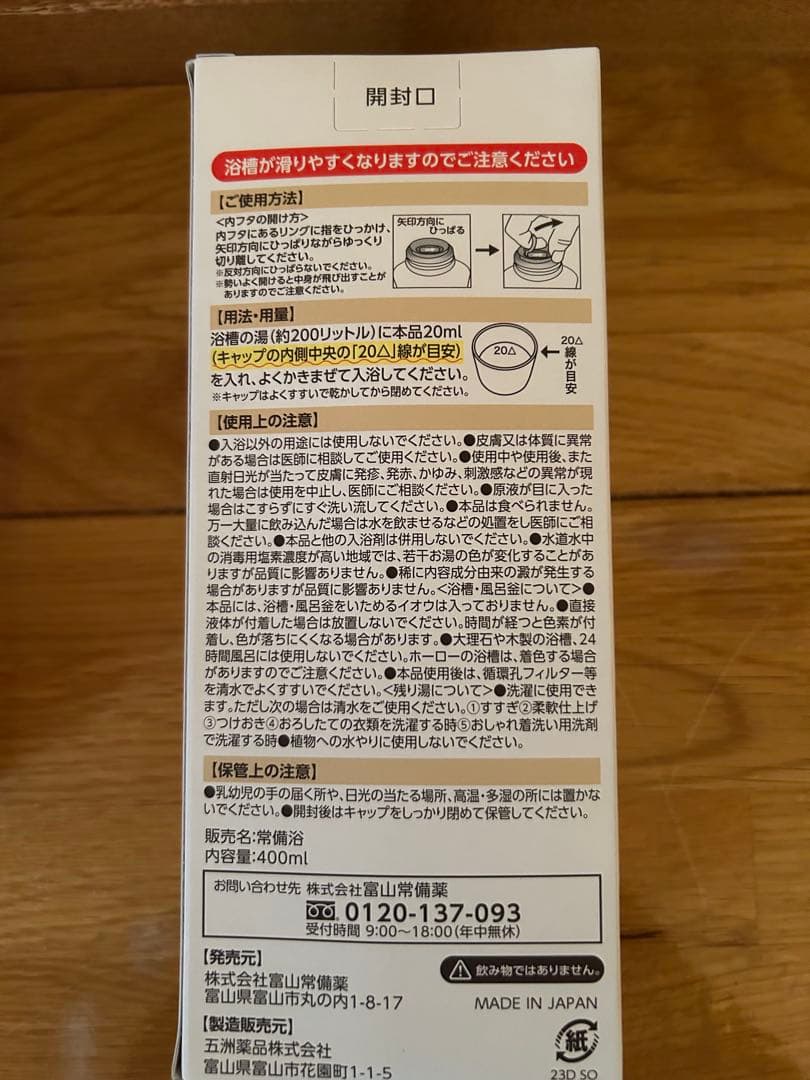 開封口
浴槽が滑りやすくなりますのでご注意ください
【ご使用方法】
<内フタの開け方>
内フタにあるリングに指をひっかけ、
矢印方向にひっぱりながらゆっくり
切り離してください。
※反対方向にひっぱらないでください。
※勢いよく開けると中身が飛び出すことが
ありますのでご注意ください。
矢印方向に
ひっぱる
【用法・用量】
浴槽の湯(約200リットル)に本品20ml
(キャップの内側中央の「20△」線が目安)
を入れ、よくかきまぜて入浴してください。
※キャップはよくすすいで乾かしてから閉めてください。
20△
20△
線が目安
【使用上の注意】
●入浴以外の用途には使用しないでください。●皮膚又は体質に異常
がある場合は医師に相談してご使用ください。●使用中や使用後、また
直射日光が当たって皮膚に発疹、発赤、かゆみ、刺激感などの異常が現
れた場合は使用を中止し、医師にご相談ください。●原液が目に入った
場合はこすらずにすぐ洗い流してください。●本品は食べられません。
万一大量に飲み込んだ場合は水を飲ませるなどの処置をし医師にご相
談ください。●本品と他の入浴剤は併用しないでください。●水道水中
の消毒用塩素濃度が高い地域では、若干お湯の色が変化することがあ
りますが品質に影響ありません。●稀に内容成分由来の澱が発生する
場合がありますが品質に影響ありません。<浴槽・風呂釜について>●
本品には、浴槽・風呂釜をいためるイオウは入っておりません。●直接
液体が付着した場合は放置しないでください。時間が経つと色素が付
着し、色が落ちにくくなる場合があります。●大理石や木製の浴槽、24
時間風呂には使用しないでください。ホーローの浴槽は、着色する場合
がありますのでご注意ください。●本品使用後は、循環孔フィルター等
を清水でよくすすいでください。<残り湯について>●洗濯に使用でき
ます。ただし次の場合は清水をご使用ください。①すすぎ②柔軟仕上げ
③つけおき④おろしたての衣類を洗濯する時⑤おしゃれ着洗い用洗剤
で洗濯する時●植物への水やりに使用しないでください。
【保管上の注意】
●乳幼児の手の届く所や、日光の当たる場所、高温・多湿の所には置かな
いでください。●開封後はキャップをしっかり閉めて保管してください。
販売名:常備浴
内容量:400ml
お問い合わせ先 株式会社富山常備薬
0120-137-093
受付時間 9:00〜18:00(年中無休)
【発売元】
株式会社富山常備薬
富山県富山市丸の内1-8-17
飲み物ではありません。
MADE IN JAPAN
【製造販売元】
五洲薬品株式会社
富山県富山市花園町1-1-5
紙
23D SO